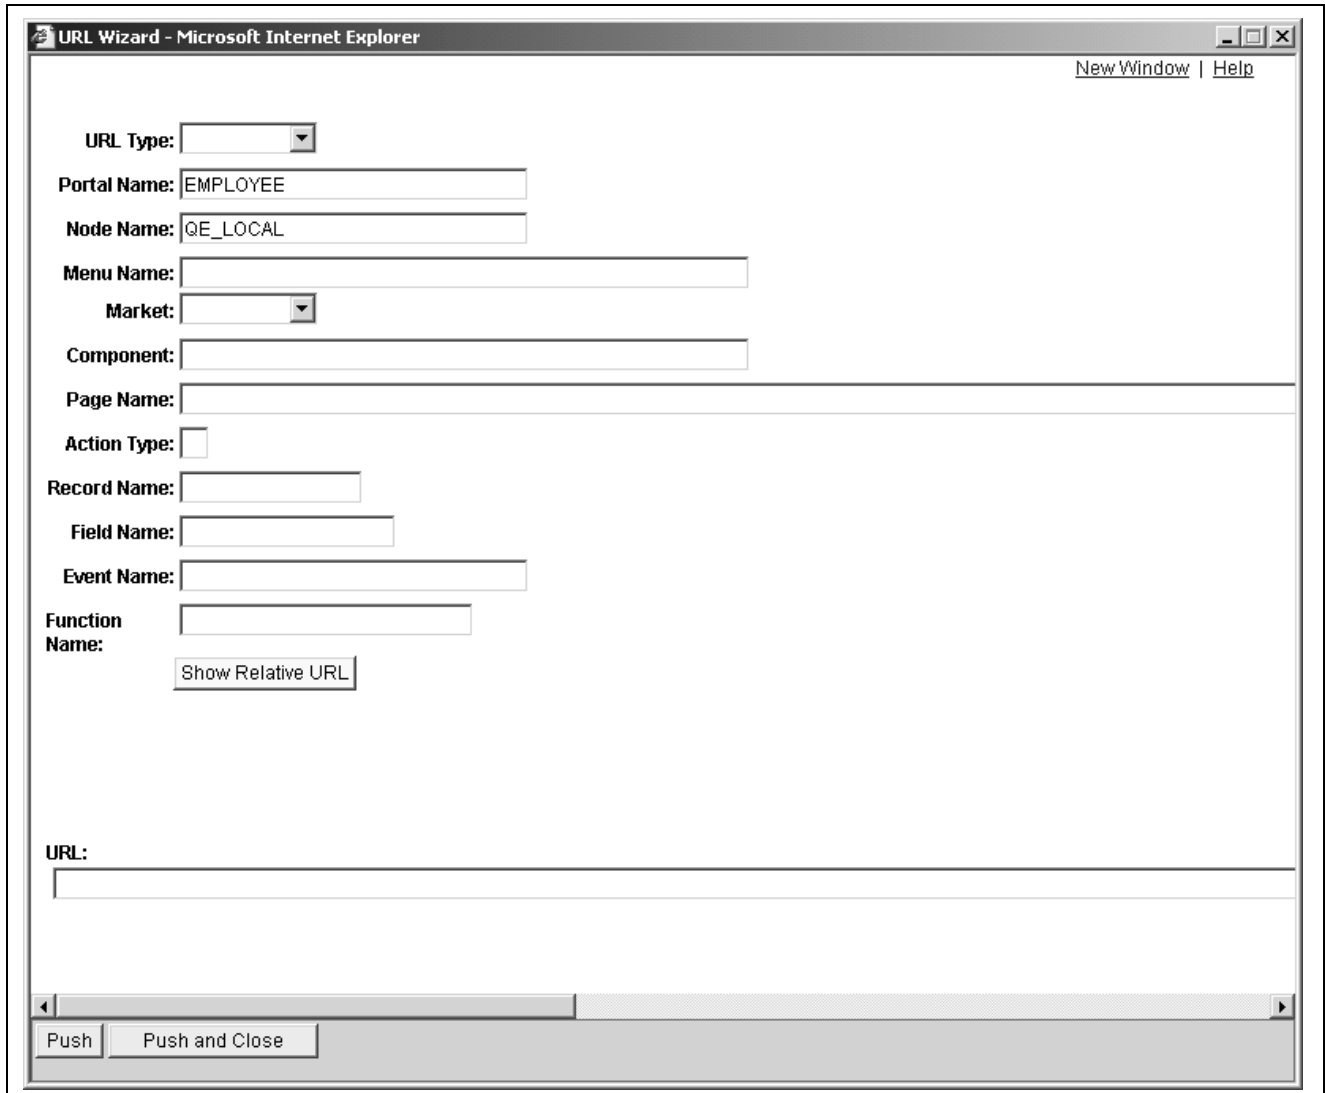 URL Wizard - Microsoft Internet Explorer
New Window | Help
URL Type:
Portal Name: EMPLOYEE
Node Name: QE_LOCAL
Menu Name:
Market:
Component:
Page Name:
Action Type:
Record Name:
Field Name:
Event Name:
Function
Name:
Show Relative URL
URL:
Push Push and Close